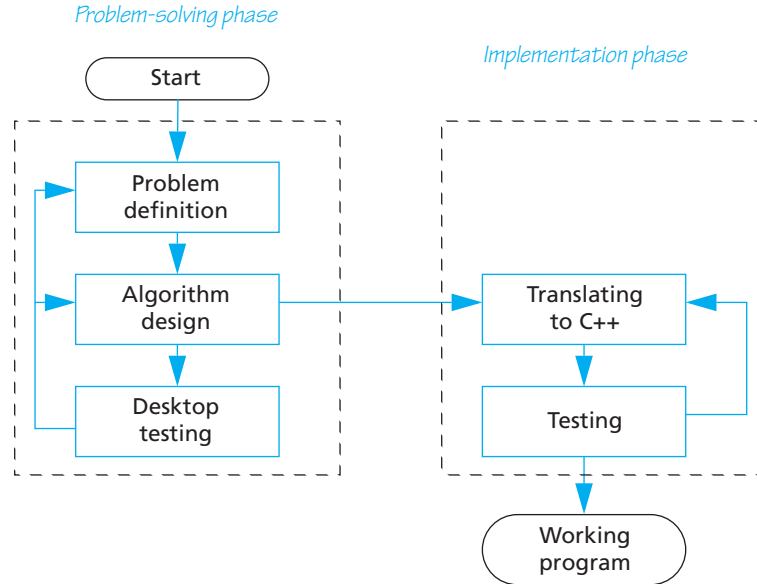 Problem-solving phase
Implementation phase
Start
Problem
definition
Algorithm
design
Desktop
testing
Translating
to C++
Testing
Working
program